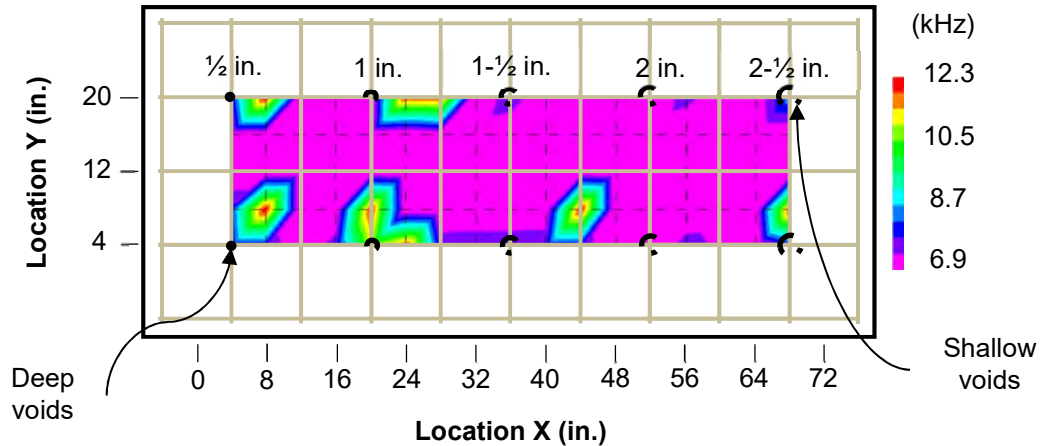 (kHz)
½ in. 1 in. 1-½ in. 2 in. 2-½ in.
12.3
20
10.5
12
8.7
4
6.9
Location Y (in.)
Deep
voids
Shallow
voids
0 8 16 24 32 40 48 56 64 72
Location X (in.)